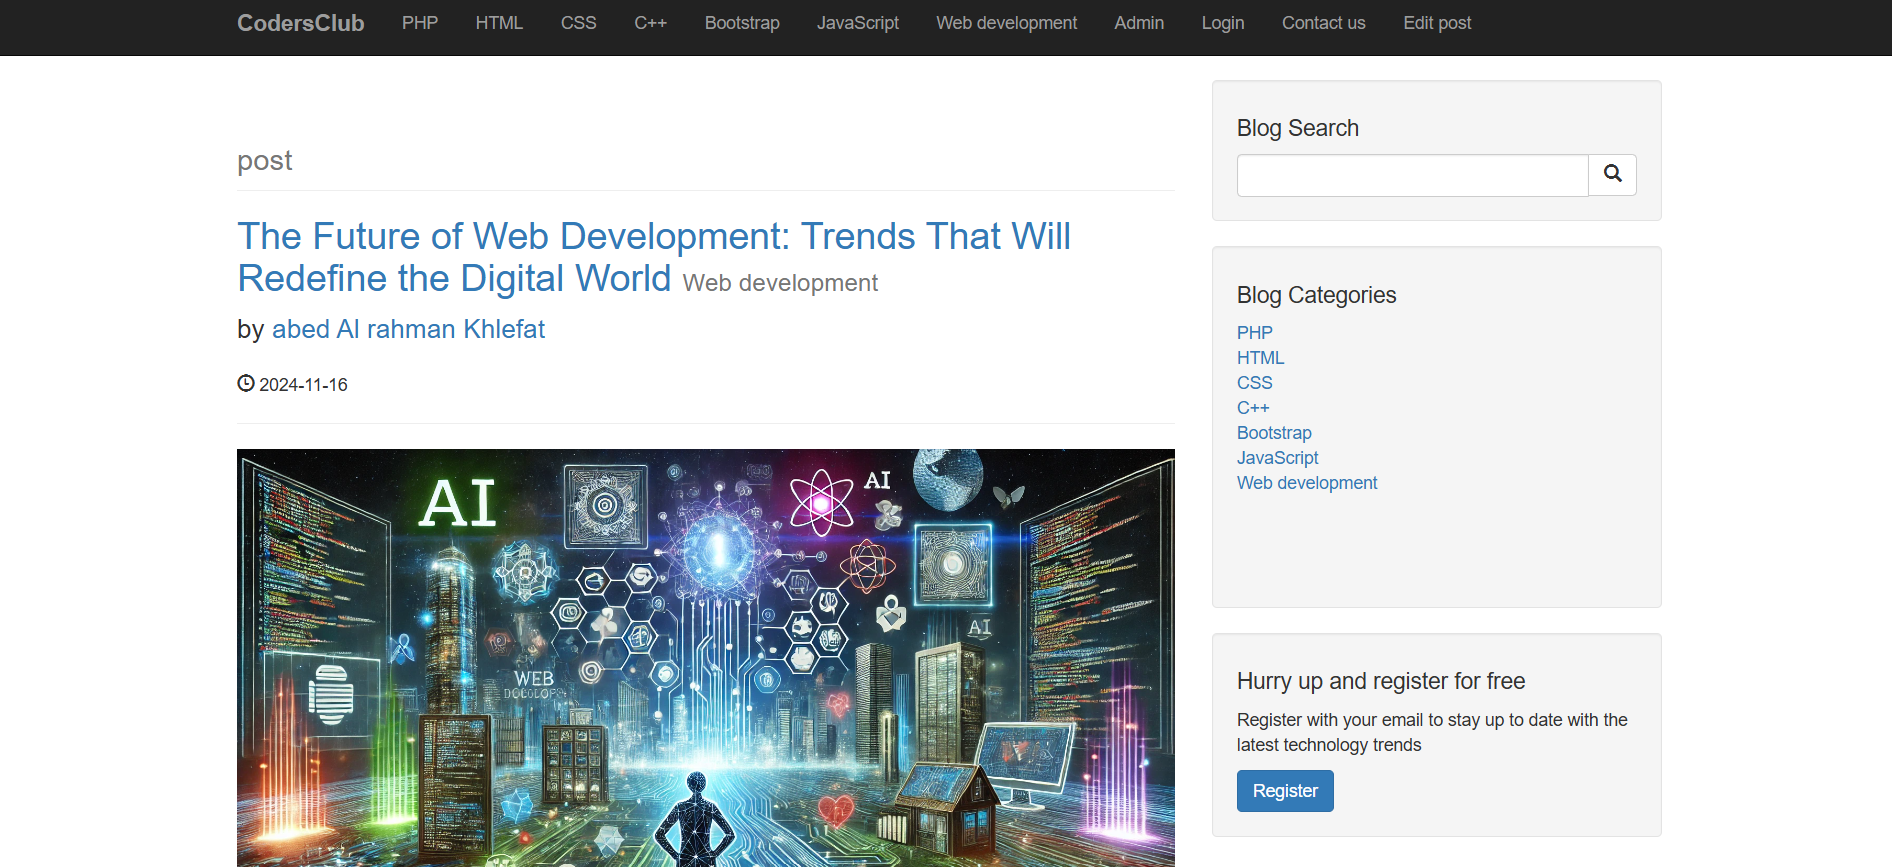 CodersClub PHP HTML CSS C++ Bootstrap JavaScript Web development Admin Login Contact us Edit post
post
The Future of Web Development: Trends That Will
Redefine the Digital World Web development
by abed Al rahman Khlefat
2024-11-16
AI
AI
AI
WEB
Blog Search
Blog Categories
PHP
HTML
CSS
C++
Bootstrap
JavaScript
Web development
Hurry up and register for free
Register with your email to stay up to date with the
latest technology trends
Register